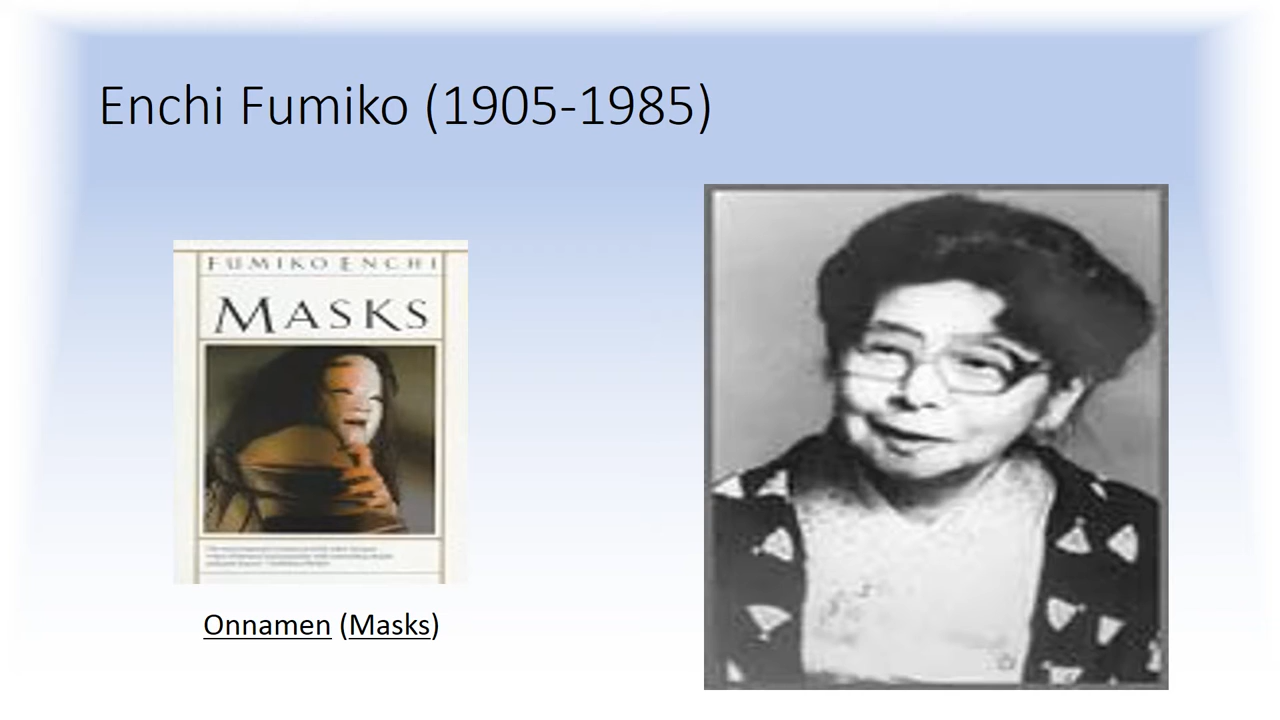 Enchi Fumiko (1905-1985)
FUMIKO ENCHI
MASKS
Onnamen (Masks)